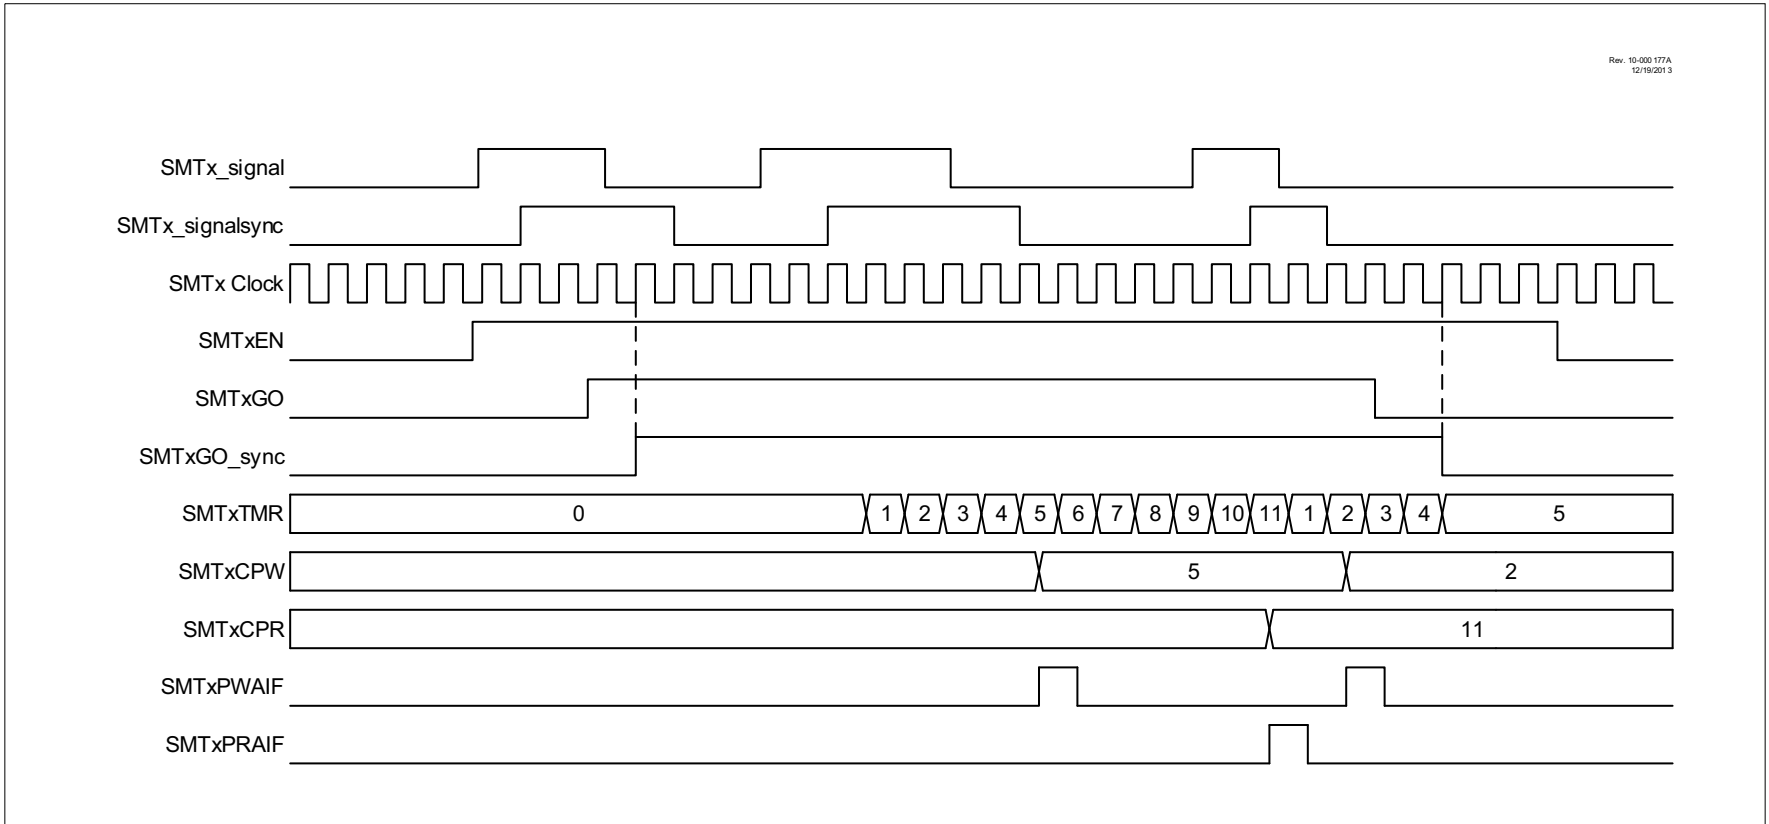 Rev. 10-000 177A
12/19/201 3
SMTx_signal
SMTx_signalsync
SMTx Clock
SMTxEN
SMTxGO
SMTxGO_sync
SMTxTMR 0 1 2 3 4 5 6 7 8 9 10 11 1 2 3 4 5
SMTxCPW 5 2
SMTxCPR 11
SMTxPWAIF
SMTxPRAIF